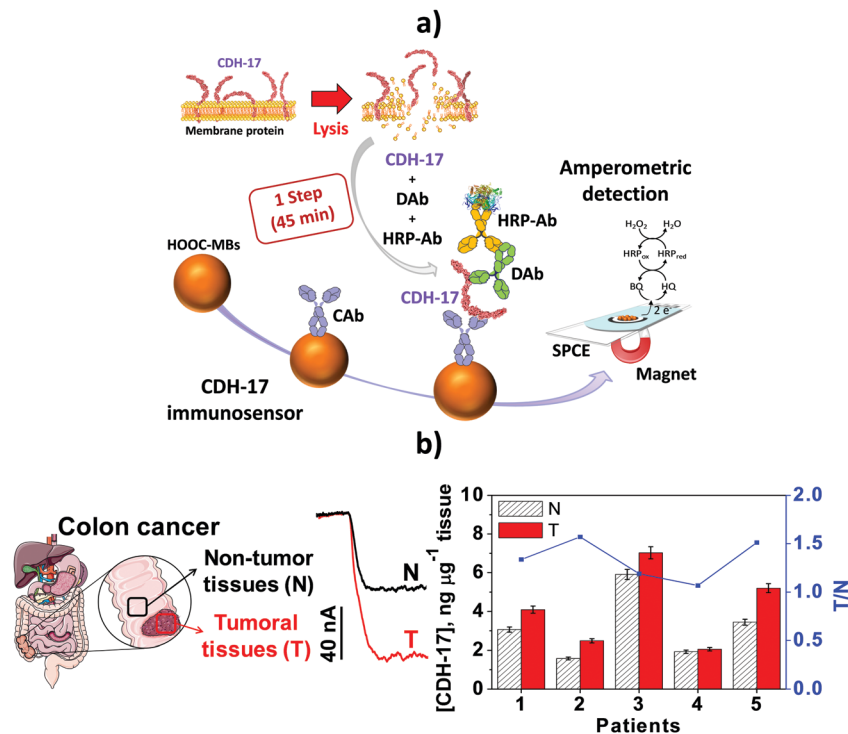 a)
CDH-17
Membrane protein
Lysis
CDH-17
+
DAb
+
HRP-Ab
1 Step
(45 min)
HOOC-MBs
CAb
CDH-17
immunosensor
HRP-Ab
DAb
CDH-17
Amperometric
detection
H₂O₂ H₂O
HRPox HRPred
BQ HQ
2 e⁻
SPCE
Magnet
b)
Colon cancer
Non-tumor
tissues (N)
Tumoral
tissues (T)
40 nA
N
T
[CDH-17], ng μg⁻¹ tissue
10
8
6
4
2
0
N
T
2.0
1.5
1.0
0.5
0.0
T/N
1 2 3 4 5
Patients